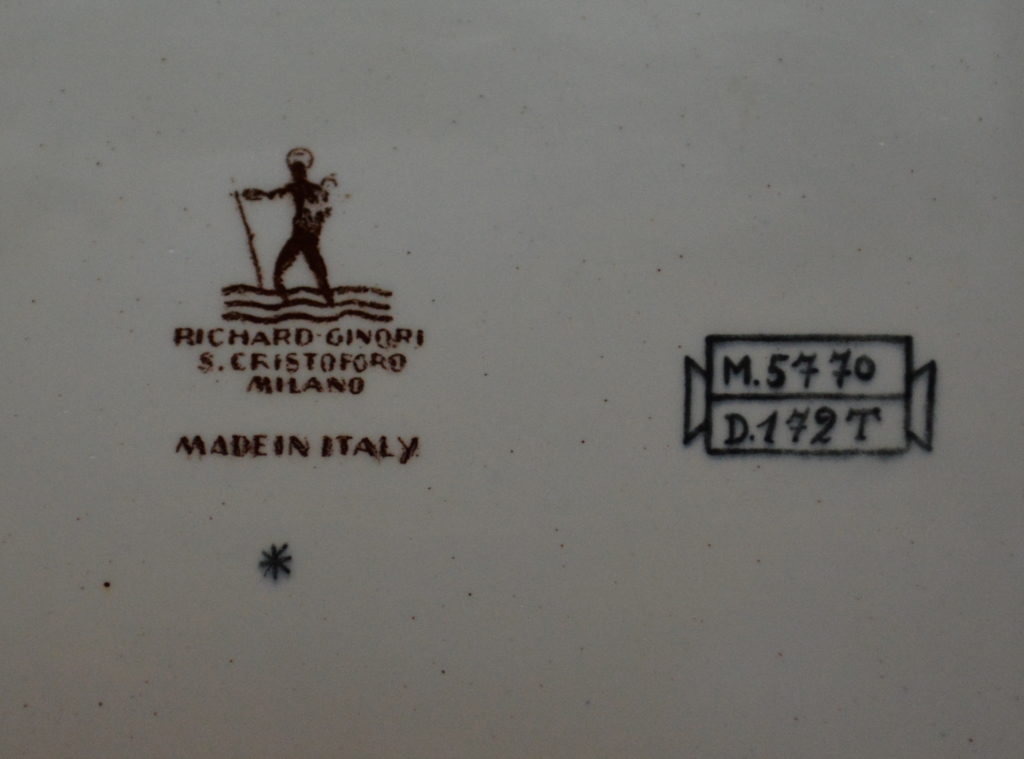 RICHARD-GINORI
S. CRISTOFORO
MILANO
MADE IN ITALY
*
M. 5770
D. 172 T